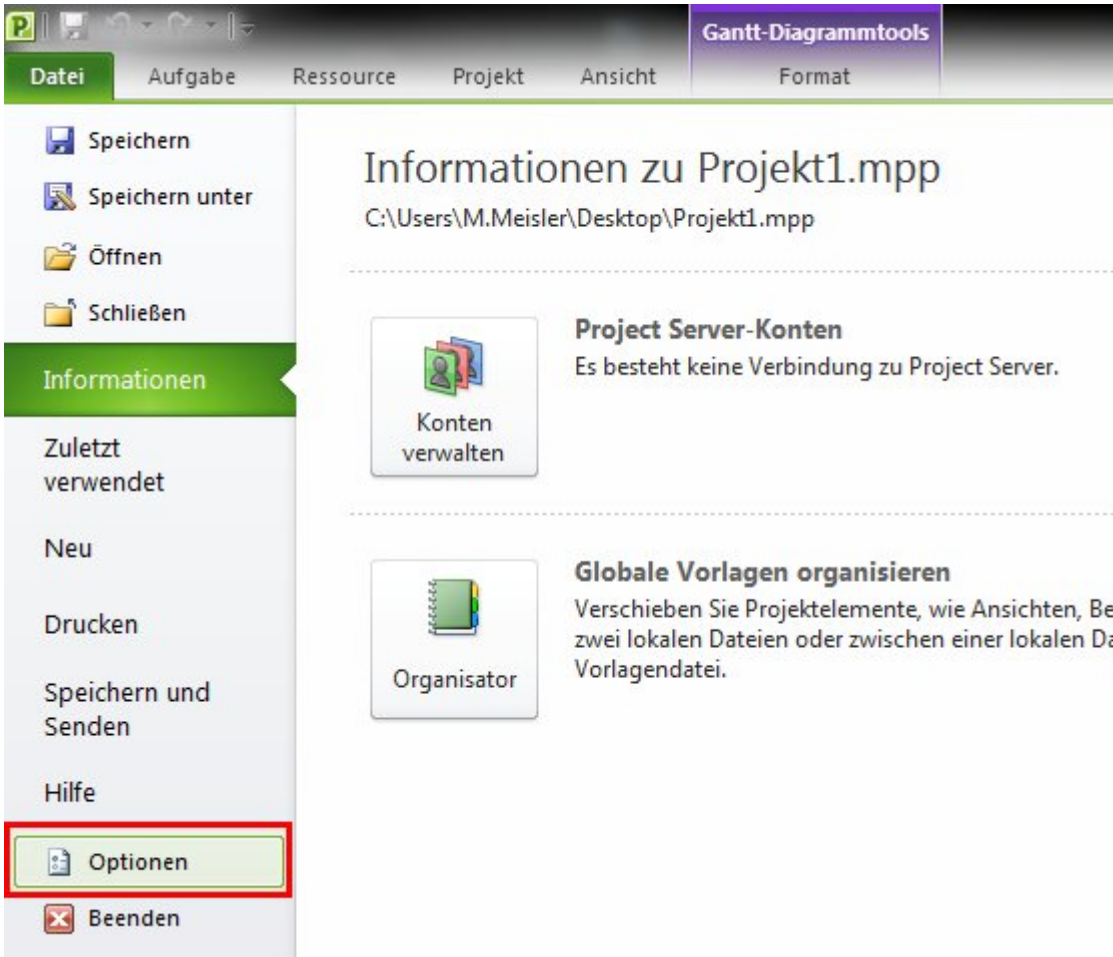 Gantt-Diagrammtools
Datei Aufgabe Ressource Projekt Ansicht Format
Speichern
Speichern unter
Öffnen
Schließen
Informationen
Zuletzt
verwendet
Neu
Drucken
Speichern und
Senden
Hilfe
Optionen
Beenden
Informationen zu Projekt1.mpp
C:\Users\M.Meisler\Desktop\Projekt1.mpp
Konten
verwalten
Project Server-Konten
Es besteht keine Verbindung zu Project Server.
Organisator
Globale Vorlagen organisieren
Verschieben Sie Projektelemente, wie Ansichten, Be
zwei lokalen Dateien oder zwischen einer lokalen Da
Vorlagendatei.